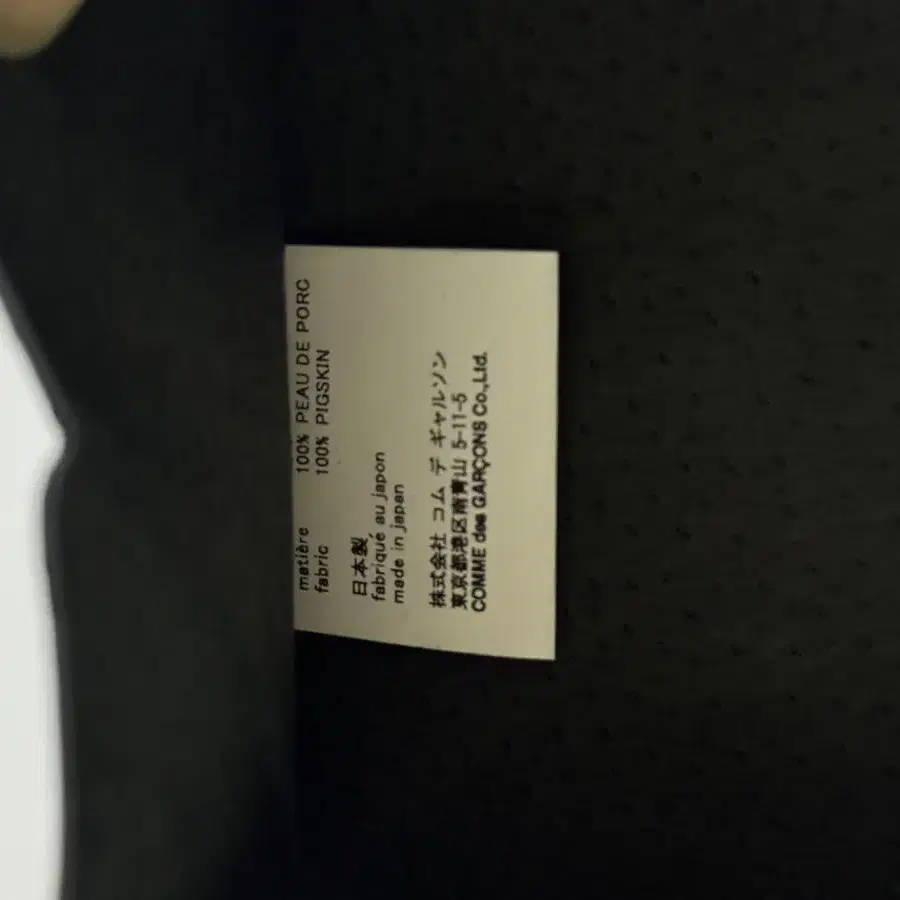 matière 100% PEAU DE PORC
fabric 100% PIGSKIN
日本製
fabriqué au japon
made in japan
株式会社 コム デ ギャルソン
東京都港区南青山 5-11-5
COMME des GARÇONS Co.,Ltd.